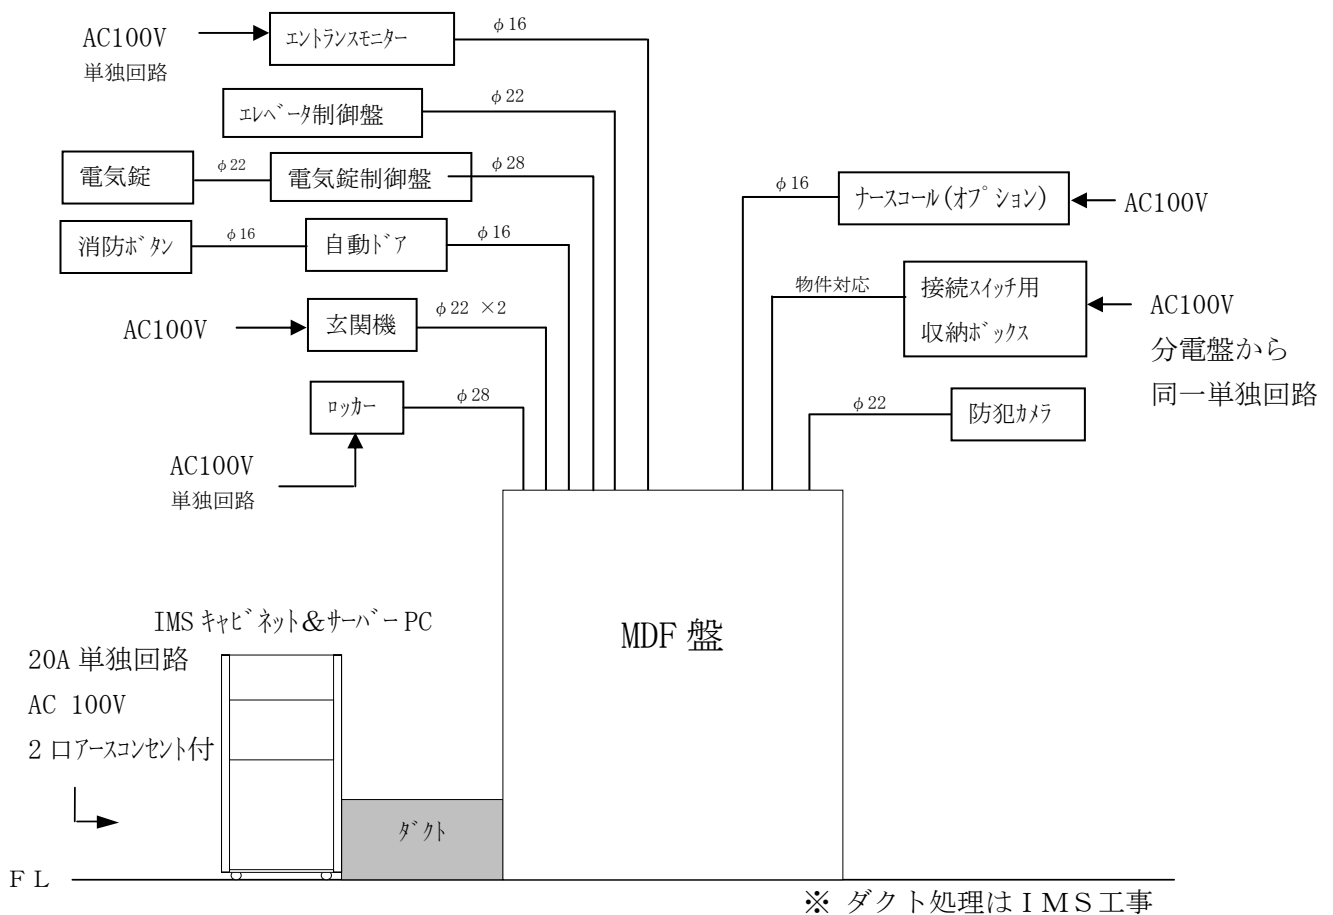 AC100V
単独回路
ｴﾝﾄﾗﾝｽﾓﾆﾀｰ
φ16
ｴﾚﾍﾞｰﾀ制御盤
φ22
電気錠
φ22
電気錠制御盤
φ28
消防ﾎﾞﾀﾝ
φ16
自動ﾄﾞｱ
φ16
AC100V
玄関機
φ22 ×2
ﾛｯｶｰ
φ28
AC100V
単独回路
φ16
ﾅｰｽｺｰﾙ(ｵﾌﾟｼｮﾝ)
AC100V
物件対応
接続ｽｲｯﾁ用
収納ﾎﾞｯｸｽ
AC100V
分電盤から
同一単独回路
φ22
防犯ｶﾒﾗ
IMSｷｬﾋﾞﾈｯﾄ＆ｻｰﾊﾞｰPC
20A 単独回路
AC 100V
2口ｱｰｽｺﾝｾﾝﾄ付
MDF盤
ﾀﾞｸﾄ
ＦＬ
※ ダクト処理はＩＭＳ工事